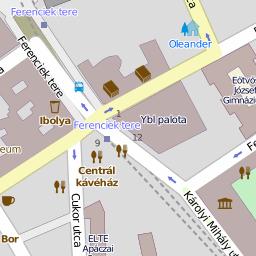 Ferenciek tere
Ferenciek tere
Oleander
Eötvös
József
Gimnázi
Ibolya
1
Ybl palota
Ferenciek tere
12
9
eum
Fe
Centrál
kávéház
Károlyi Mihály u
Cukor utca
Bor
ELTE
Apáczai